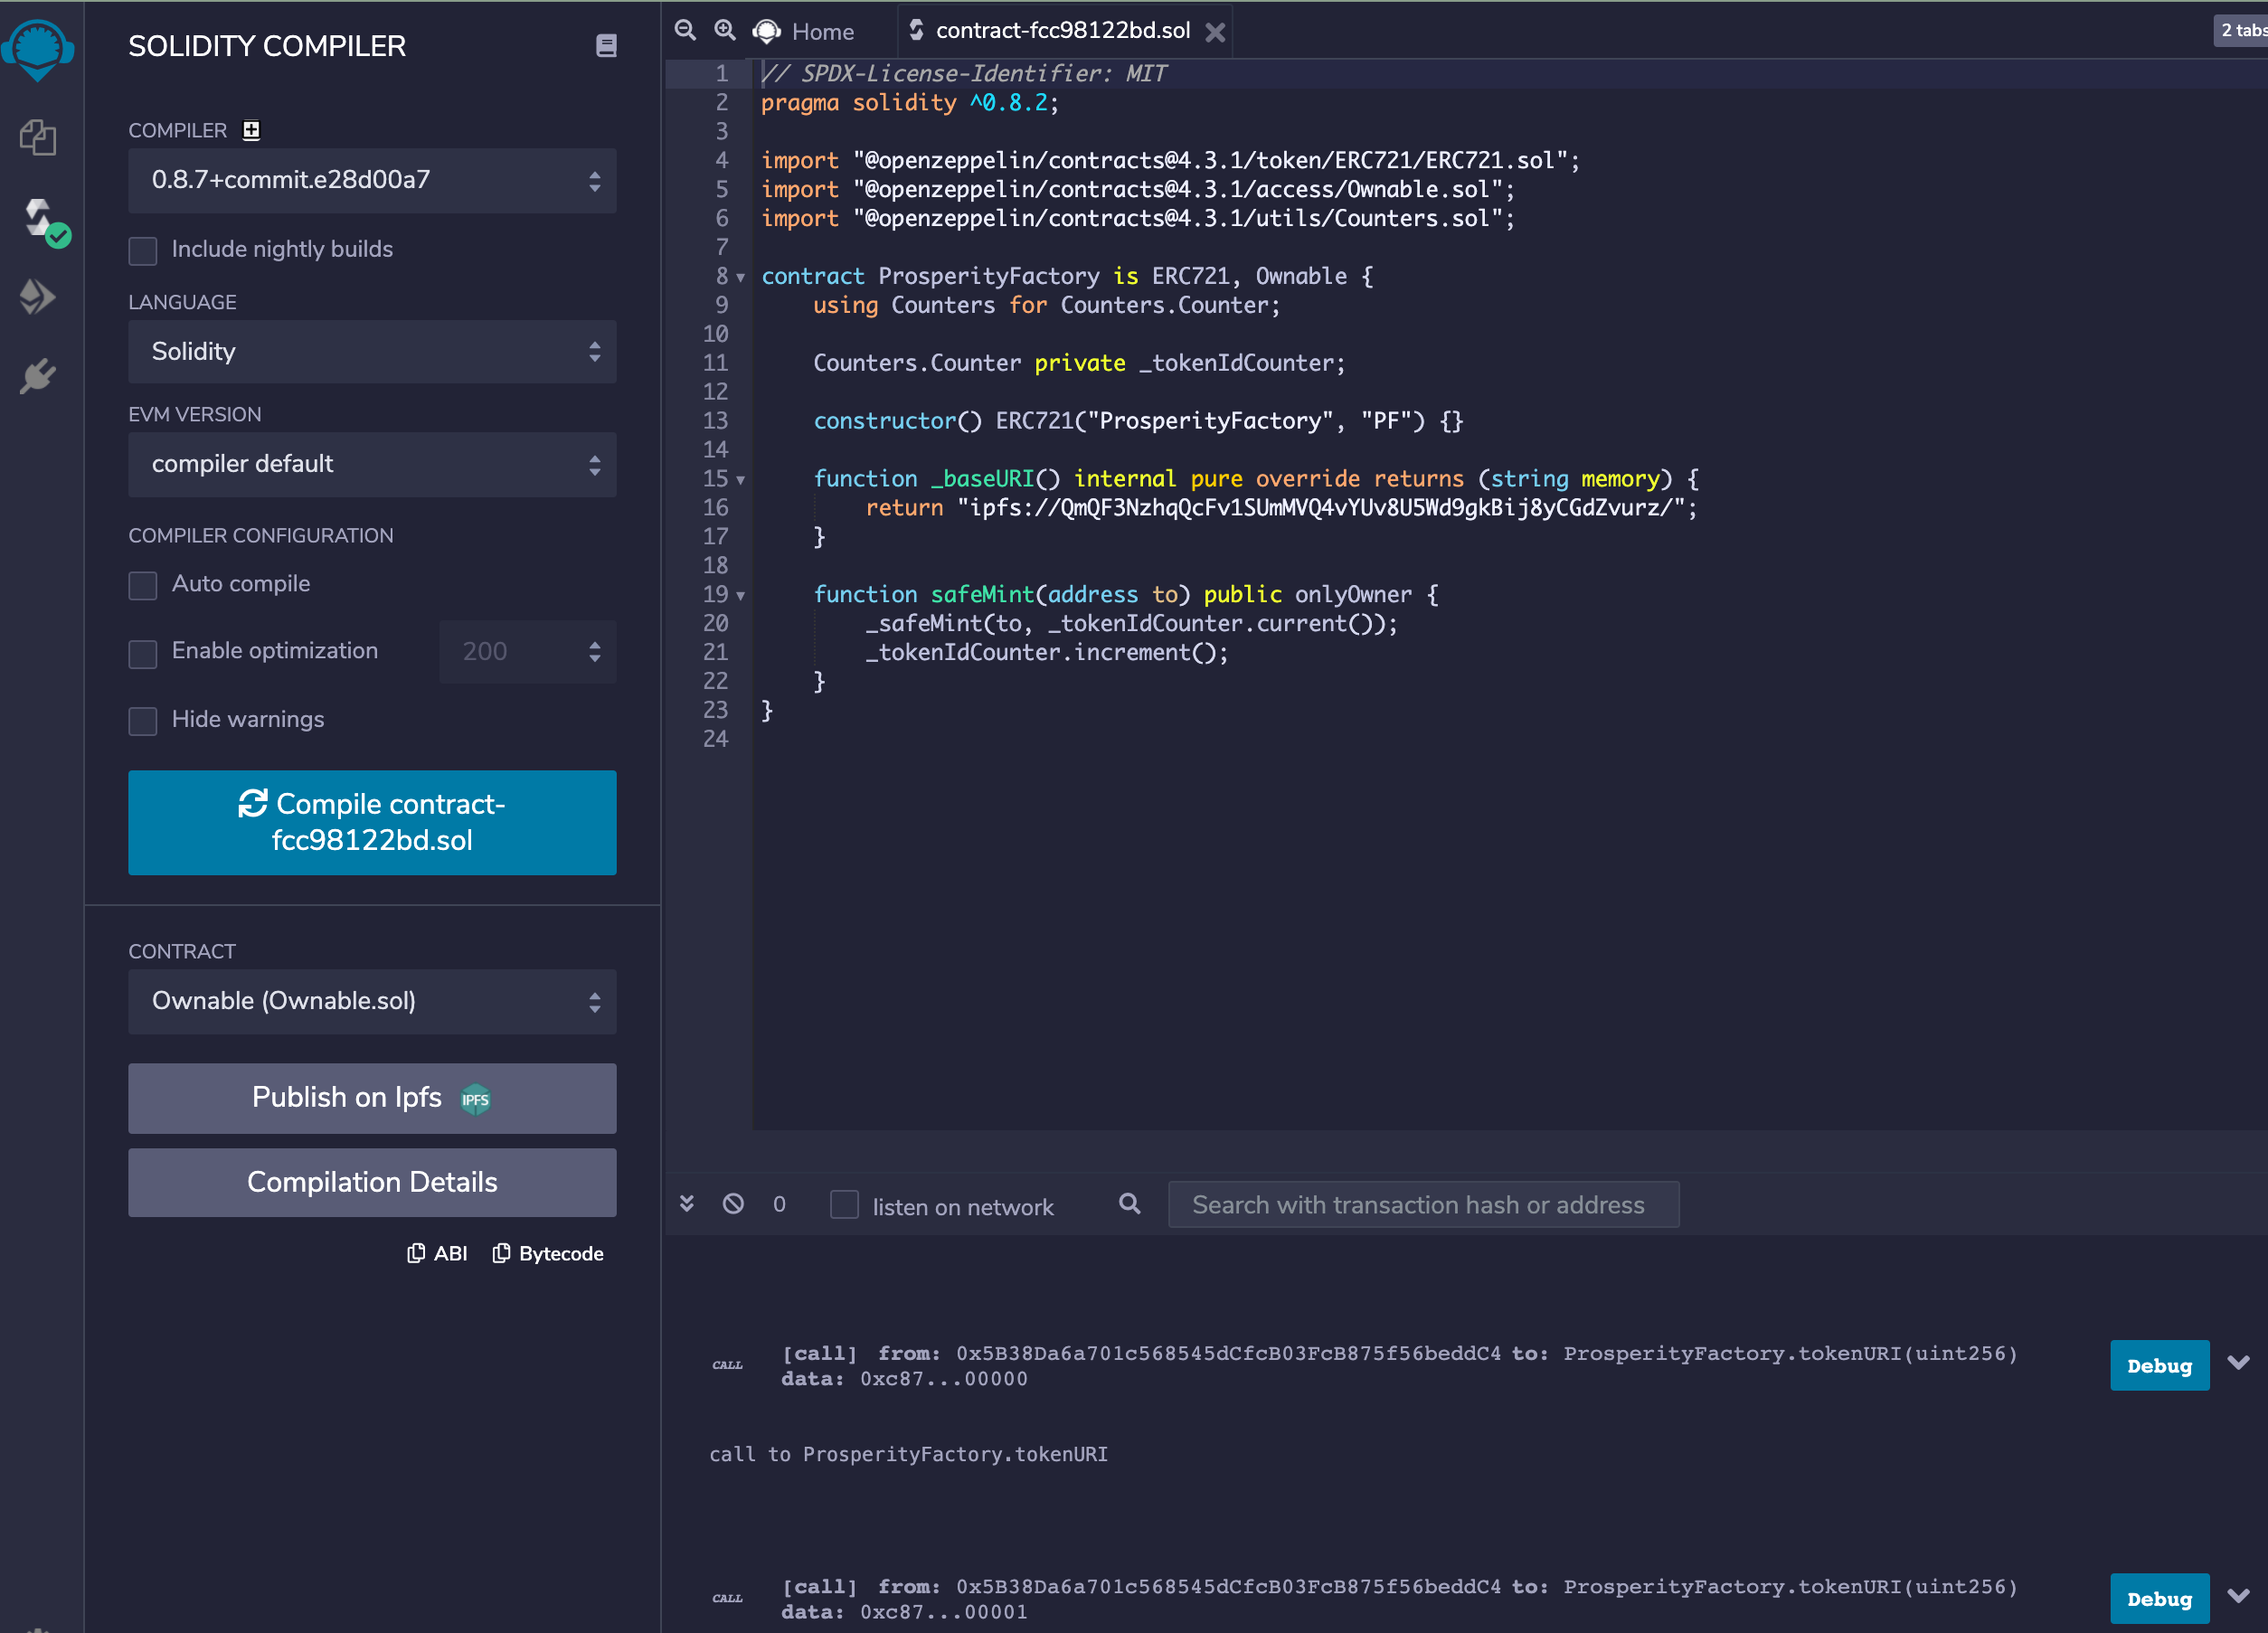 SOLIDITY COMPILER
COMPILER
0.8.7+commit.e28d00a7
Include nightly builds
LANGUAGE
Solidity
EVM VERSION
compiler default
COMPILER CONFIGURATION
Auto compile
Enable optimization
200
Hide warnings
Compile contract-
fcc98122bd.sol
CONTRACT
Ownable (Ownable.sol)
Publish on Ipfs IPFS
Compilation Details
ABI Bytecode
Home contract-fcc98122bd.sol 2 tabs
1 // SPDX-License-Identifier: MIT
2 pragma solidity ^0.8.2;
3
4 import "@openzeppelin/contracts@4.3.1/token/ERC721/ERC721.sol";
5 import "@openzeppelin/contracts@4.3.1/access/Ownable.sol";
6 import "@openzeppelin/contracts@4.3.1/utils/Counters.sol";
7
8 contract ProsperityFactory is ERC721, Ownable {
9 using Counters for Counters.Counter;
10
11 Counters.Counter private _tokenIdCounter;
12
13 constructor() ERC721("ProsperityFactory", "PF") {}
14
15 function _baseURI() internal pure override returns (string memory) {
16 return "ipfs://QmQF3NzhqQcFv1SUmMVQ4vYUv8U5Wd9gkBij8yCGdZvurz/";
17 }
18
19 function safeMint(address to) public onlyOwner {
20 _safeMint(to, _tokenIdCounter.current());
21 _tokenIdCounter.increment();
22 }
23 }
24
0 listen on network Search with transaction hash or address
CALL [call] from: 0x5B38Da6a701c568545dCfcB03FcB875f56beddC4 to: ProsperityFactory.tokenURI(uint256) Debug
data: 0xc87...00000
call to ProsperityFactory.tokenURI
CALL [call] from: 0x5B38Da6a701c568545dCfcB03FcB875f56beddC4 to: ProsperityFactory.tokenURI(uint256) Debug
data: 0xc87...00001